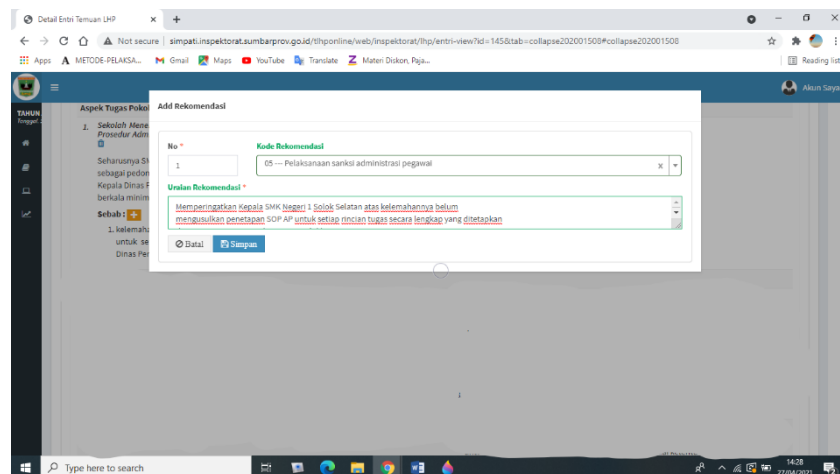 Detail Entri Temuan LHP
Not secure | simpati.inspektorat.sumbarprov.go.id/tlhponline/web/inspektorat/lhp/entri-view?id=145&tab=collapse202001508#collapse202001508
Apps METODE-PELAKSA... Gmail Maps YouTube Translate Materi Diskon, Paja... Reading list
Akun Saya
TAHUN
Aspek Tugas Pokok
Add Rekomendasi
1. Sekolah Mene
Prosedur Adm
No *
Kode Rekomendasi
1
05 --- Pelaksanaan sanksi administrasi pegawai
x
Seharusnya SM
sebagai pedon
Kepala Dinas P
berkala minim
Uraian Rekomendasi *
Memperingatkan Kepala SMK Negeri 1 Solok Selatan atas kelemahannya belum
mengusulkan penetapan SOP AP untuk setiap rincian tugas secara lengkap yang ditetapkan
Sebab :
1. kelemaha
untuk se
Dinas Pen
Batal Simpan
Type here to search
14:28
27/04/2021